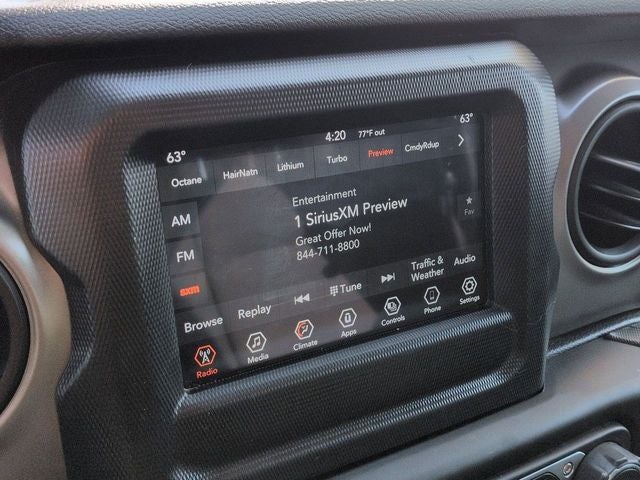 63° 4:20 77°F out 63°
Octane HairNatn Lithium Turbo Preview CmdyRdup
AM
FM
sxm
Entertainment
1 SiriusXM Preview
Great Offer Now!
844-711-8800
Fav
Browse Replay Tune Traffic & Weather Audio
Radio Media Climate Apps Controls Phone Settings